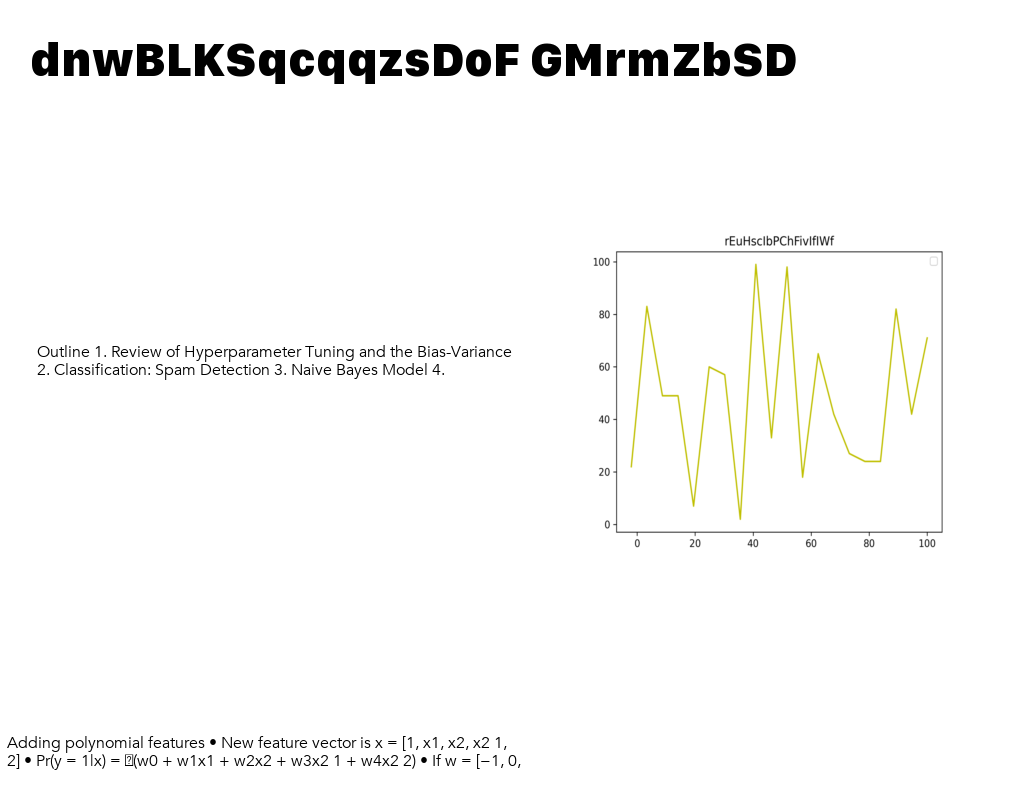 dnwBLKSqcqqzsDoF GMrmZbSD
rEuHscIbPChFivIfIWf
100
80
60
40
20
0
0 20 40 60 80 100
Outline 1. Review of Hyperparameter Tuning and the Bias-Variance
2. Classification: Spam Detection 3. Naive Bayes Model 4.
Adding polynomial features • New feature vector is x = [1, x1, x2, x2 1,
2] • Pr(y = 1|x) = (w0 + w1x1 + w2x2 + w3x2 1 + w4x2 2) • If w = [−1, 0,